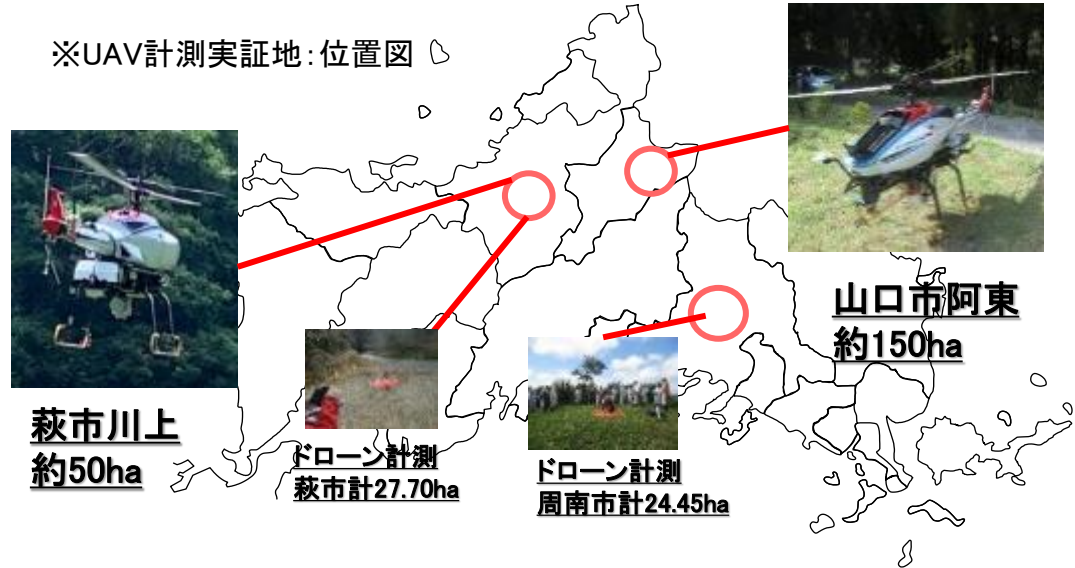 ※UAV計測実証地：位置図
山口市阿東
約150ha
萩市川上
約50ha
ドローン計測
萩市計27.70ha
ドローン計測
周南市計24.45ha